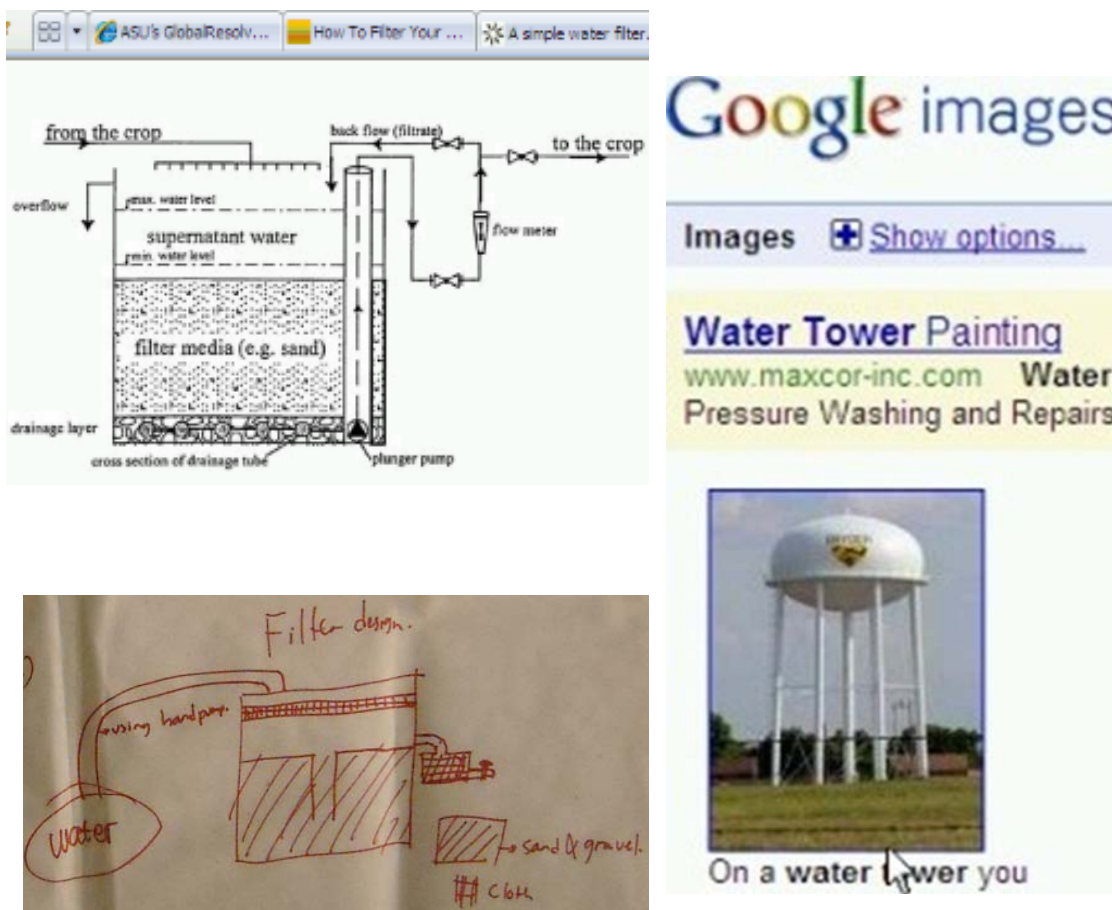 ASU's GlobalResolv...
How To Filter Your ...
A simple water filter.
from the crop
back flow (filtrate)
to the crop
overflow
max. water level
supernatant water
flow meter
min. water level
filter media (e.g. sand)
drainage layer
cross section of drainage tube
plunger pump
Filter design.
using hand pump.
water
sand & gravel.
cloth
Google images
Images Show options...
Water Tower Painting
www.maxcor-inc.com Water
Pressure Washing and Repairs
On a water tower you